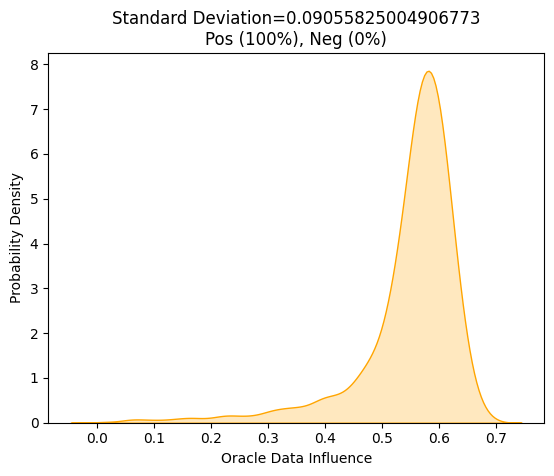 Standard Deviation=0.09055825004906773
Pos (100%), Neg (0%)
8
7
6
5
4
3
2
1
0
Probability Density
0.0 0.1 0.2 0.3 0.4 0.5 0.6 0.7
Oracle Data Influence